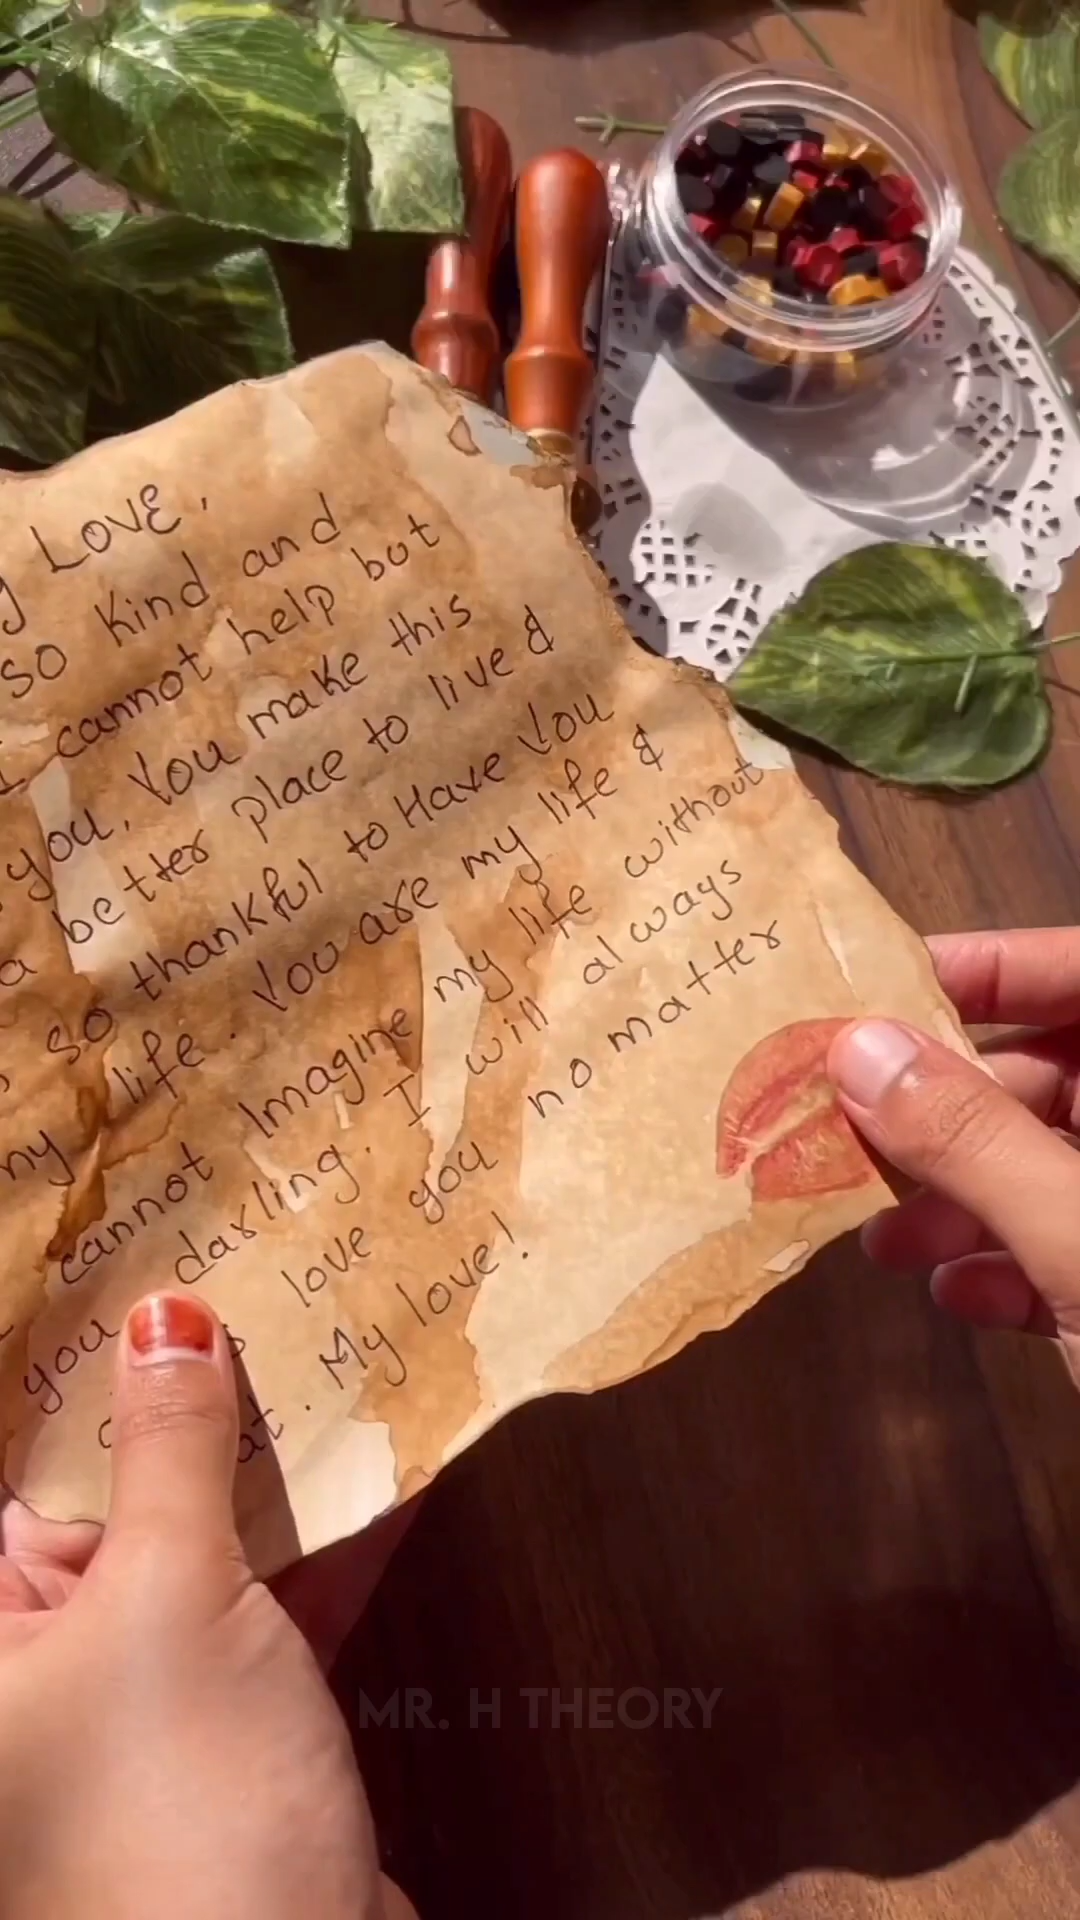 Love,
so Kind and
I cannot help but
you. You make this
a better place to live &
so thankful to Have You
my life. You are my life &
cannot Imagine my life without
you darling. I will always
love you no matter
My love!
MR. H THEORY